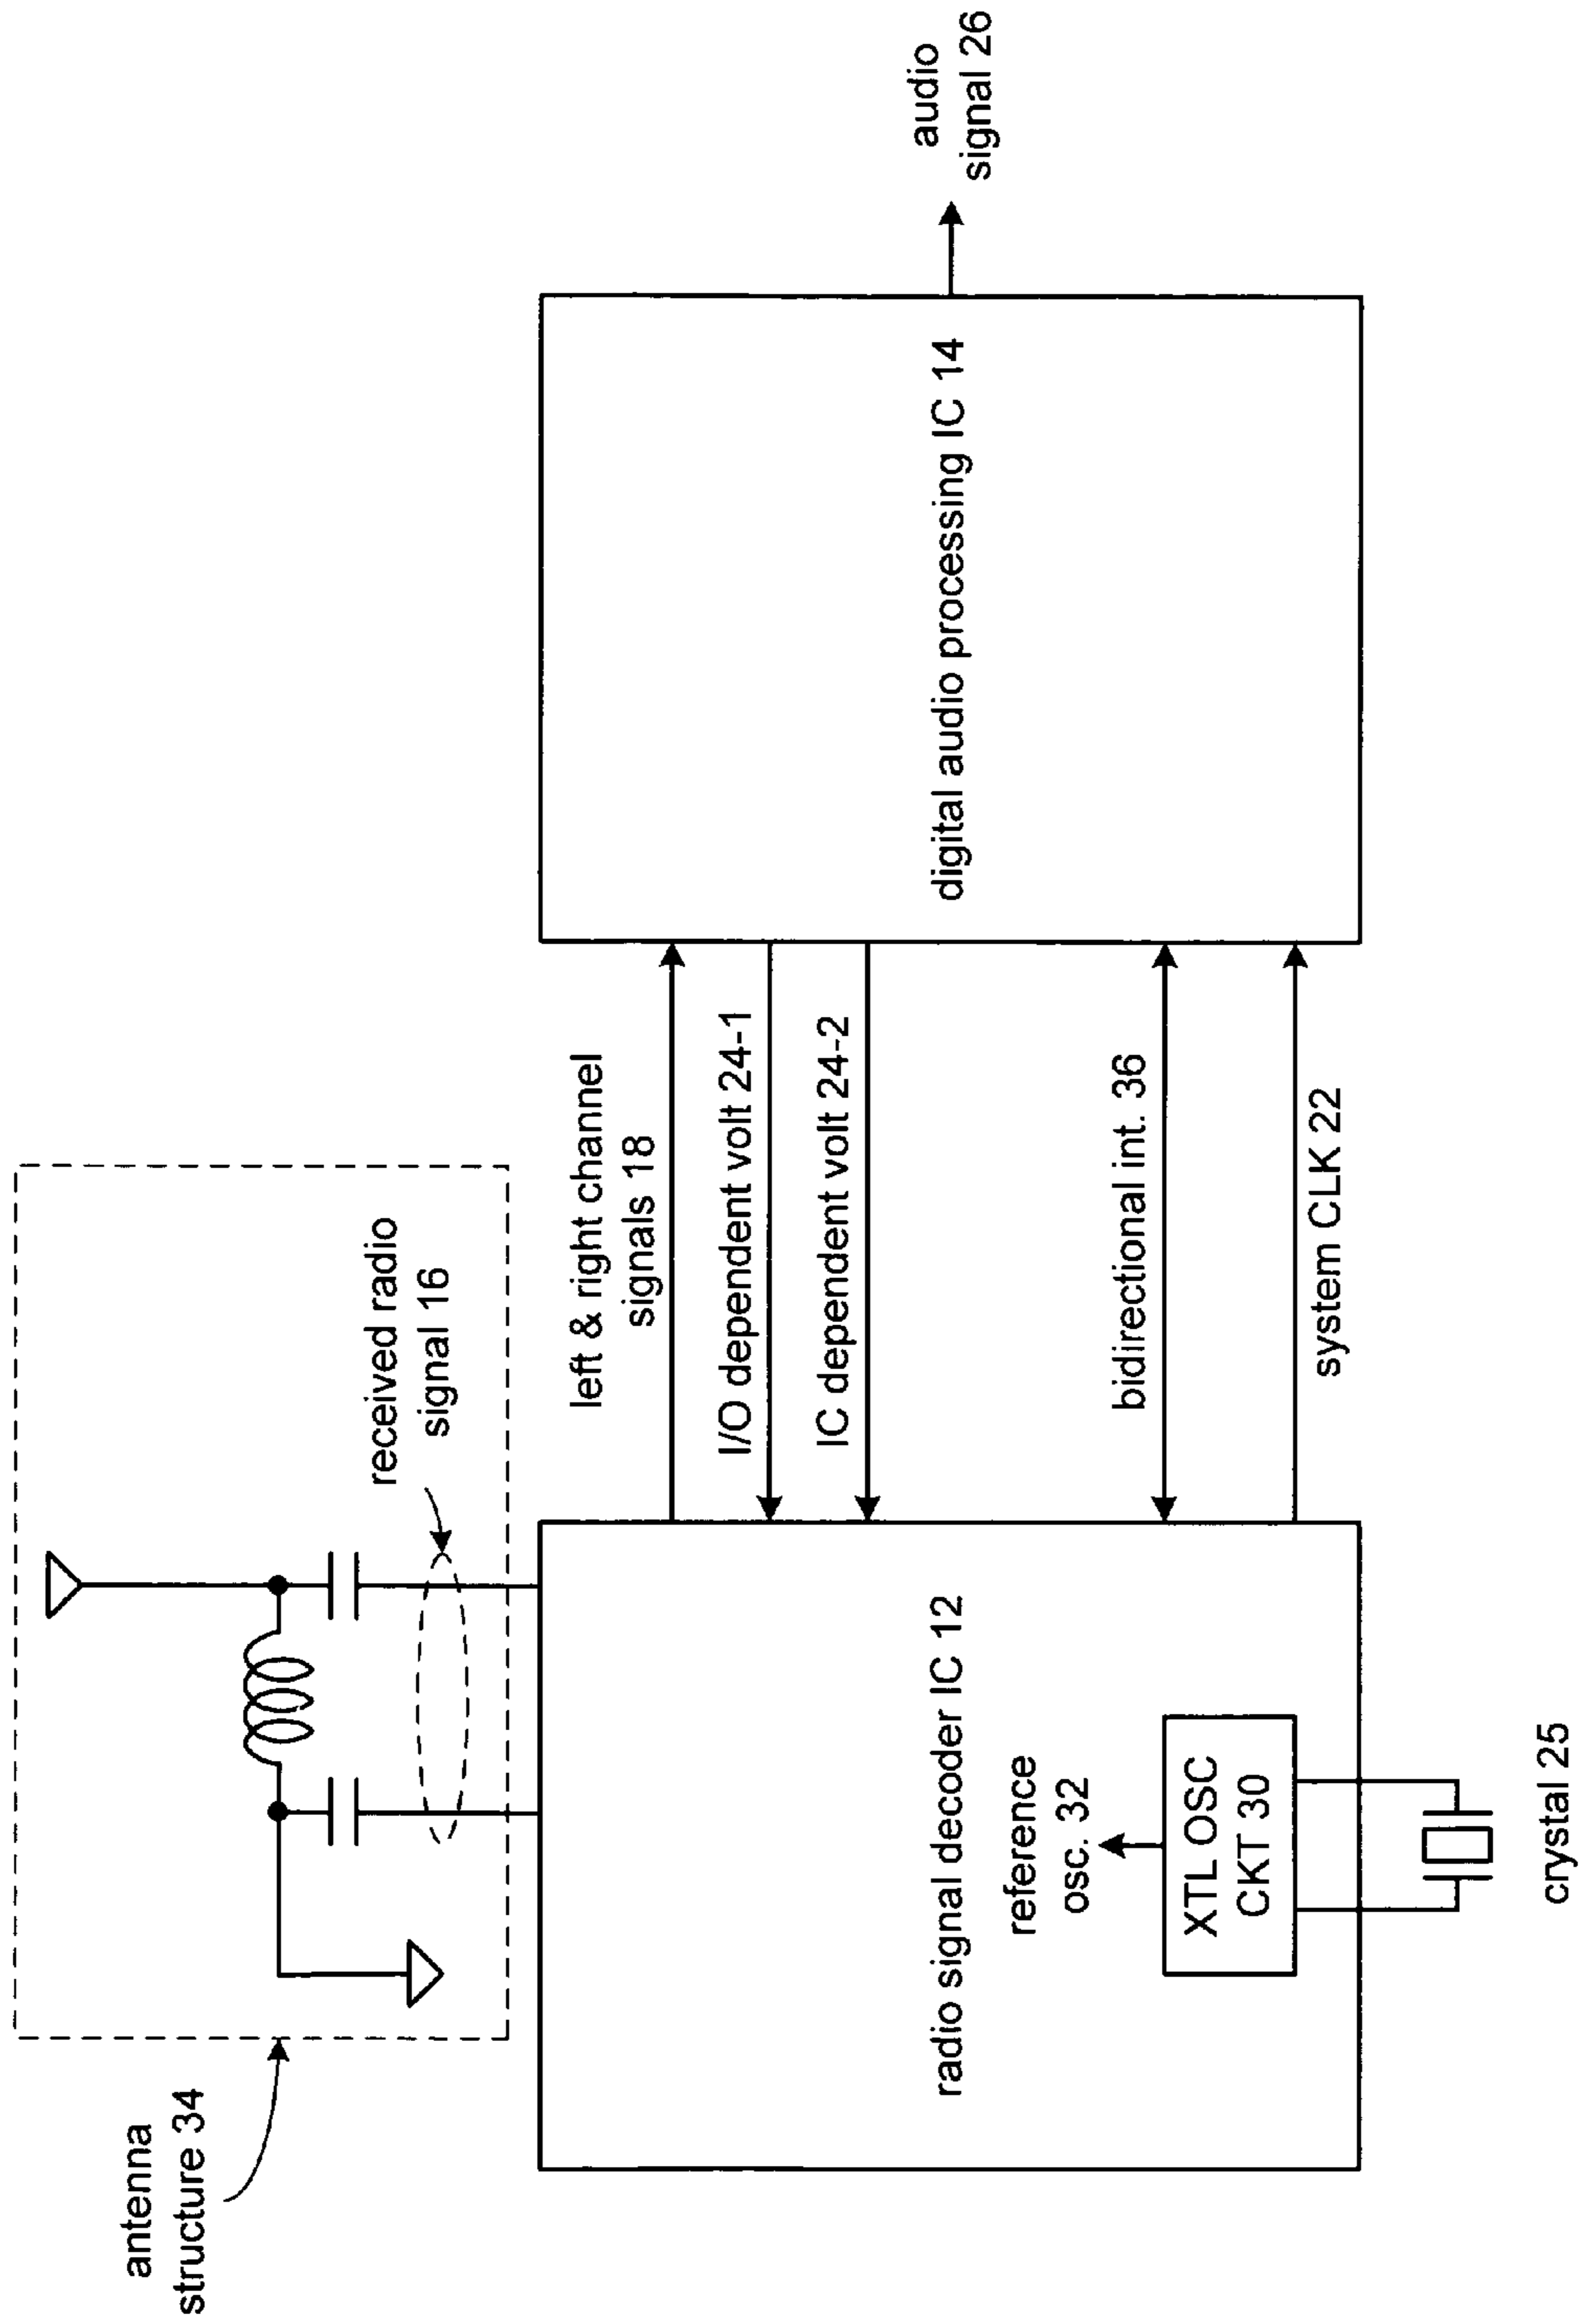 antenna
structure 34
received radio
signal 16
left & right channel
signals 18
I/O dependent volt 24-1
IC dependent volt 24-2
bidirectional int. 36
system CLK 22
radio signal decoder IC 12
reference
osc. 32
XTL OSC
CKT 30
crystal 25
digital audio processing IC 14
audio
signal 26